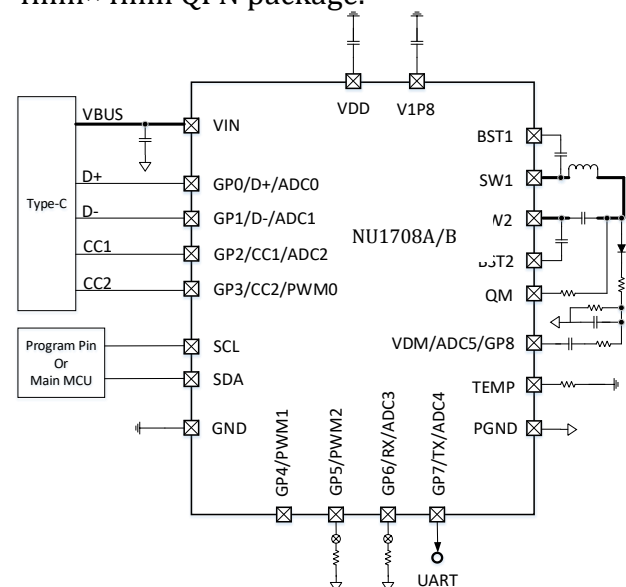 QFN package.
VDD
V1P8
VBUS
VIN
BST1
D+
GP0/D+/ADC0
SW1
Type-C
D-
GP1/D-/ADC1
NU1708A/B
CC1
GP2/CC1/ADC2
CC2
GP3/CC2/PWM0
QM
Program Pin
Or
Main MCU
SCL
VDM/ADC5/GP8
SDA
TEMP
GND
PGND
GP4/PWM1
GP5/PWM2
GP6/RX/ADC3
GP7/TX/ADC4
UART